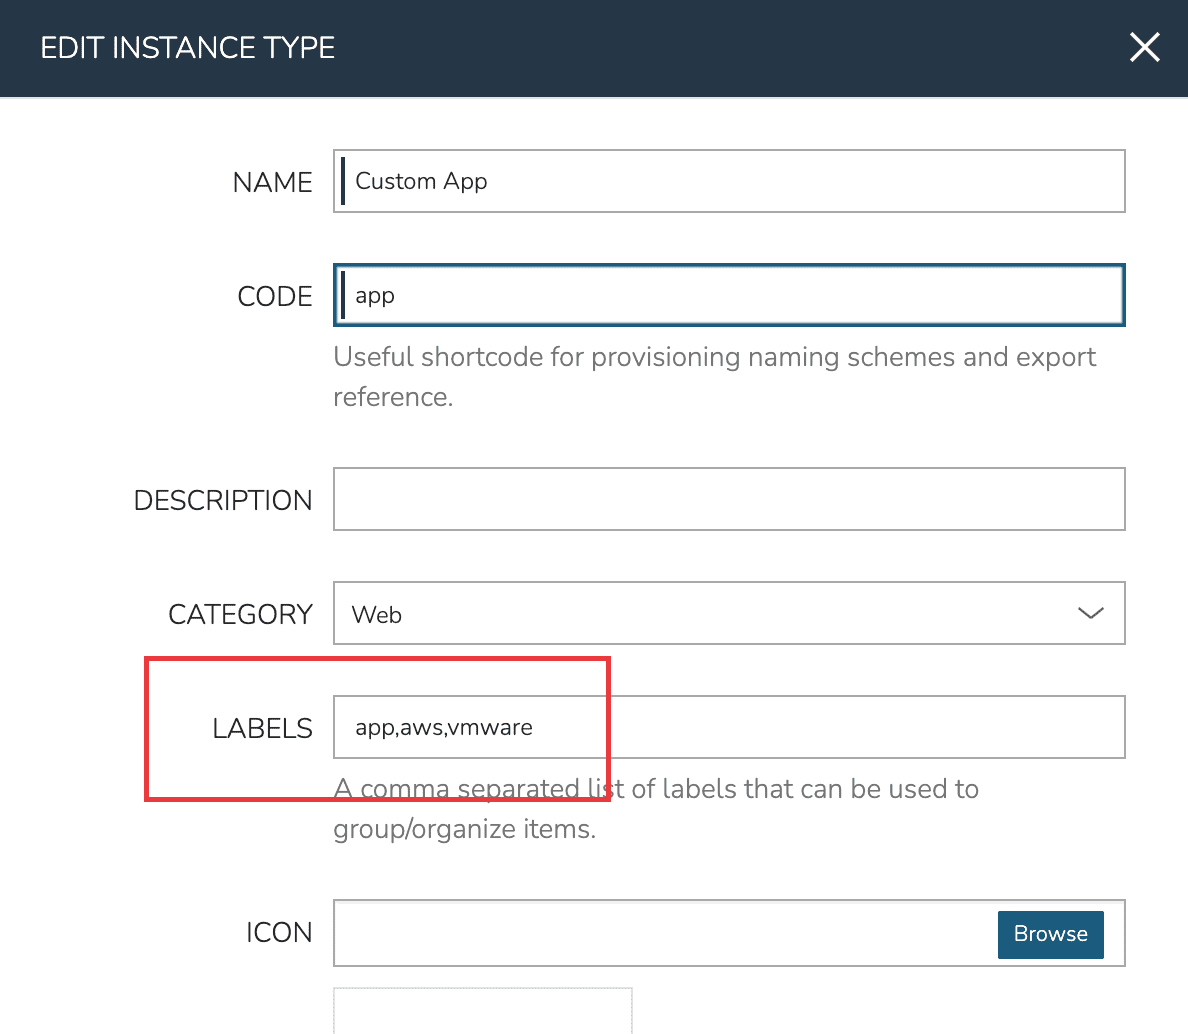 EDIT INSTANCE TYPE
NAME
Custom App
CODE
app
Useful shortcode for provisioning naming schemes and export
reference.
DESCRIPTION
CATEGORY
Web
LABELS
app,aws,vmware
A comma separated list of labels that can be used to
group/organize items.
ICON
Browse